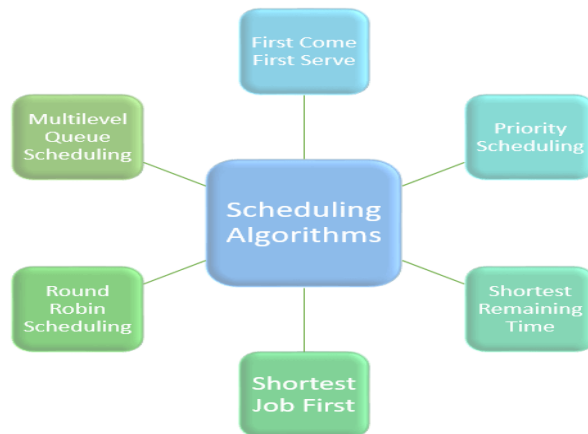 First Come
First Serve
Multilevel
Queue
Scheduling
Priority
Scheduling
Scheduling
Algorithms
Round
Robin
Scheduling
Shortest
Remaining
Time
Shortest
Job First